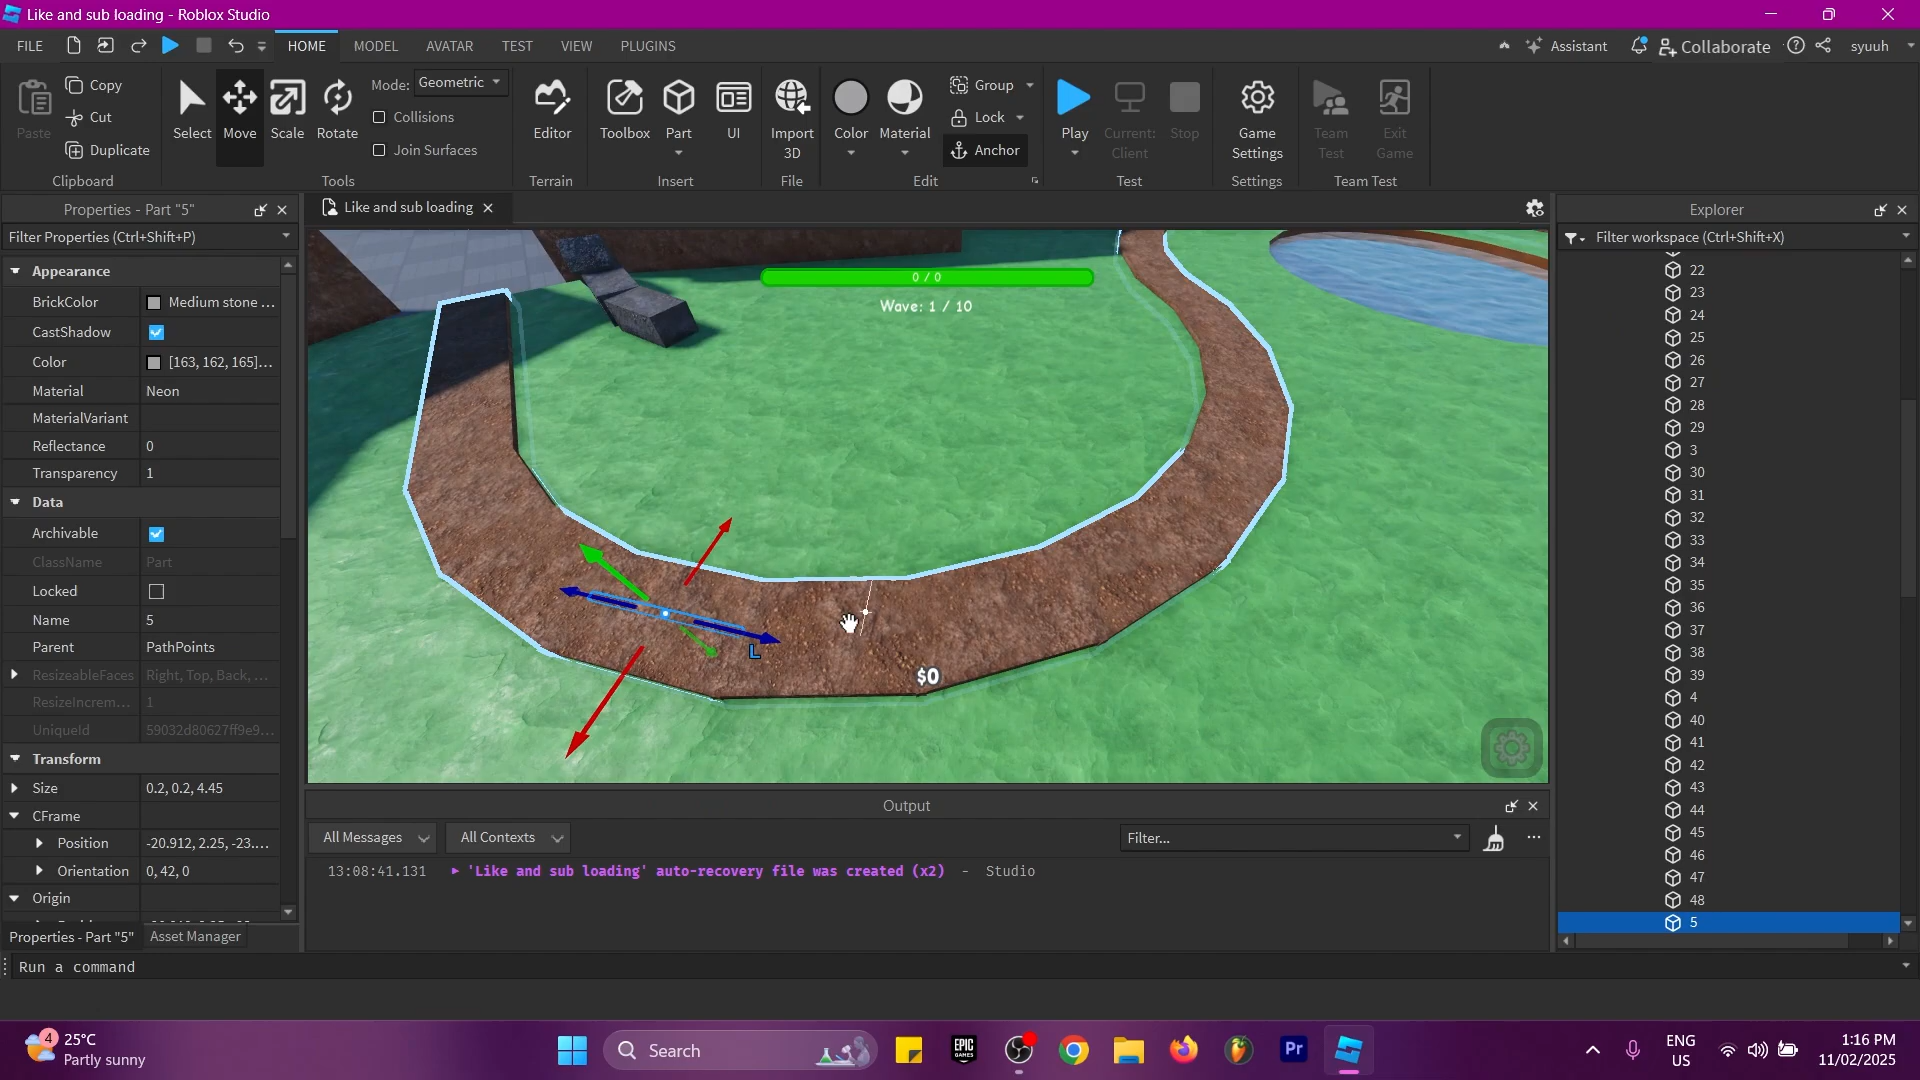 Like and sub loading - Roblox Studio
FILE
HOME
MODEL
AVATAR
TEST
VIEW
PLUGINS
Assistant
Collaborate
syuuh
Paste
Copy
Cut
Duplicate
Clipboard
Select
Move
Scale
Rotate
Mode: Geometric
Collisions
Join Surfaces
Tools
Editor
Terrain
Toolbox
Part
UI
Insert
Import
3D
File
Color
Material
Group
Lock
Anchor
Edit
Play
Current:
Client
Stop
Test
Game
Settings
Settings
Team
Test
Exit
Game
Team Test
Properties - Part "5"
Filter Properties (Ctrl+Shift+P)
Appearance
BrickColor Medium stone ...
CastShadow
Color [163, 162, 165]...
Material Neon
MaterialVariant
Reflectance 0
Transparency 1
Data
Archivable
ClassName Part
Locked
Name 5
Parent PathPoints
ResizeableFaces Right, Top, Back, ...
ResizeIncrem... 1
UniqueId 59032d80627ff9e9...
Transform
Size 0.2, 0.2, 4.45
CFrame
Position -20.912, 2.25, -23....
Orientation 0, 42, 0
Origin
Properties - Part "5"
Asset Manager
Run a command
Like and sub loading
0 / 0
Wave: 1 / 10
L
$0
Output
All Messages
All Contexts
Filter...
13:08:41.131 'Like and sub loading' auto-recovery file was created (x2) - Studio
Explorer
Filter workspace (Ctrl+Shift+X)
22
23
24
25
26
27
28
29
3
30
31
32
33
34
35
36
37
38
39
4
40
41
42
43
44
45
46
47
48
5
4
25°C
Partly sunny
Search
EPIC
GAMES
Pr
ENG
US
1:16 PM
11/02/2025